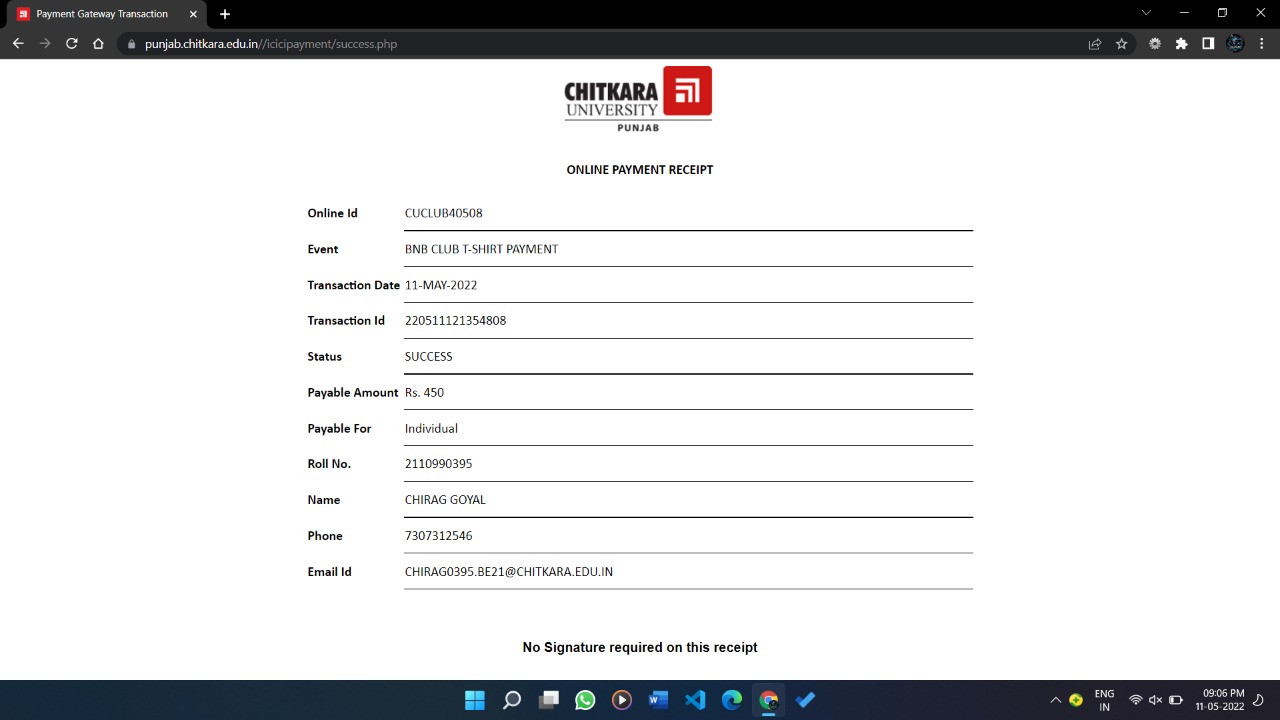 Payment Gateway Transaction
punjab.chitkara.edu.in//icicipayment/success.php
CHITKARA
UNIVERSITY
PUNJAB
ONLINE PAYMENT RECEIPT
Online Id CUCLUB40508
Event BNB CLUB T-SHIRT PAYMENT
Transaction Date 11-MAY-2022
Transaction Id 220511121354808
Status SUCCESS
Payable Amount Rs. 450
Payable For Individual
Roll No. 2110990395
Name CHIRAG GOYAL
Phone 7307312546
Email Id CHIRAG0395.BE21@CHITKARA.EDU.IN
No Signature required on this receipt
ENG 09:06 PM
IN 11-05-2022